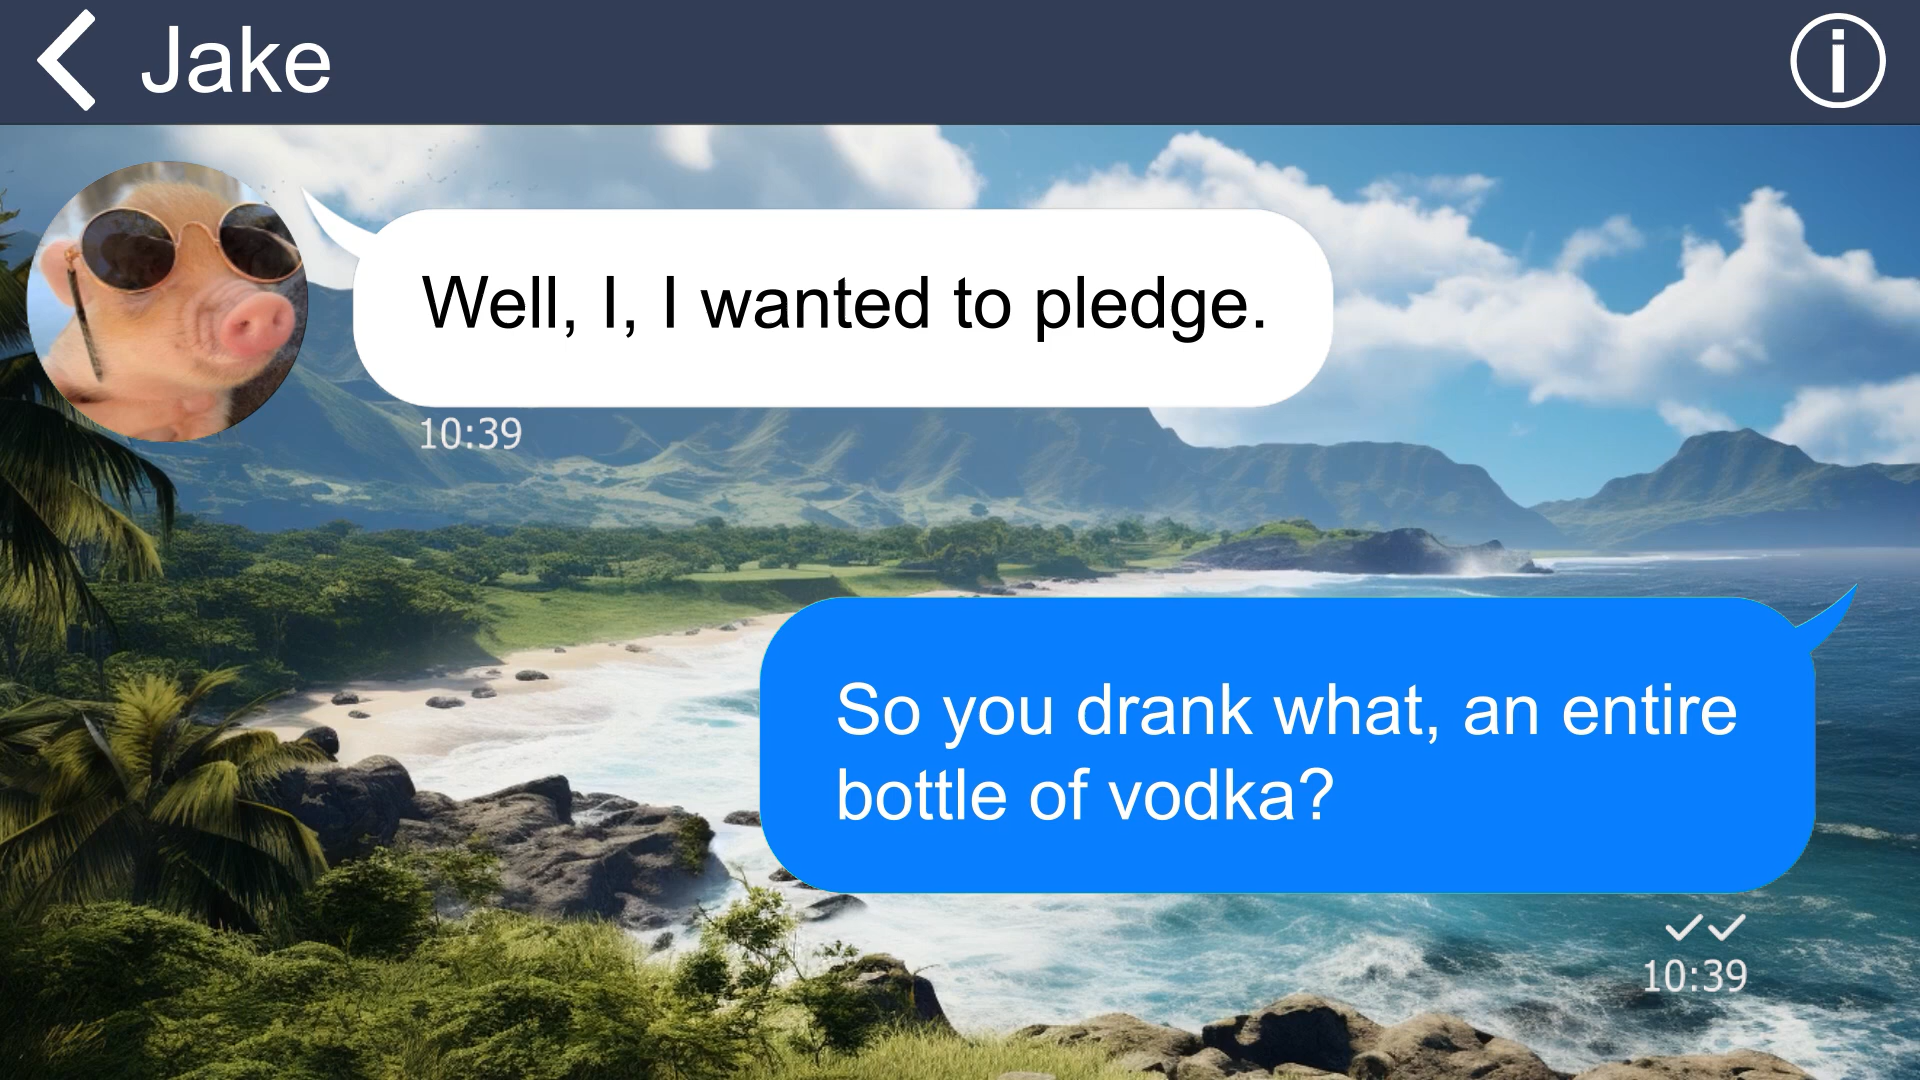 Jake
Well, I, I wanted to pledge.
10:39
So you drank what, an entire
bottle of vodka?
10:39